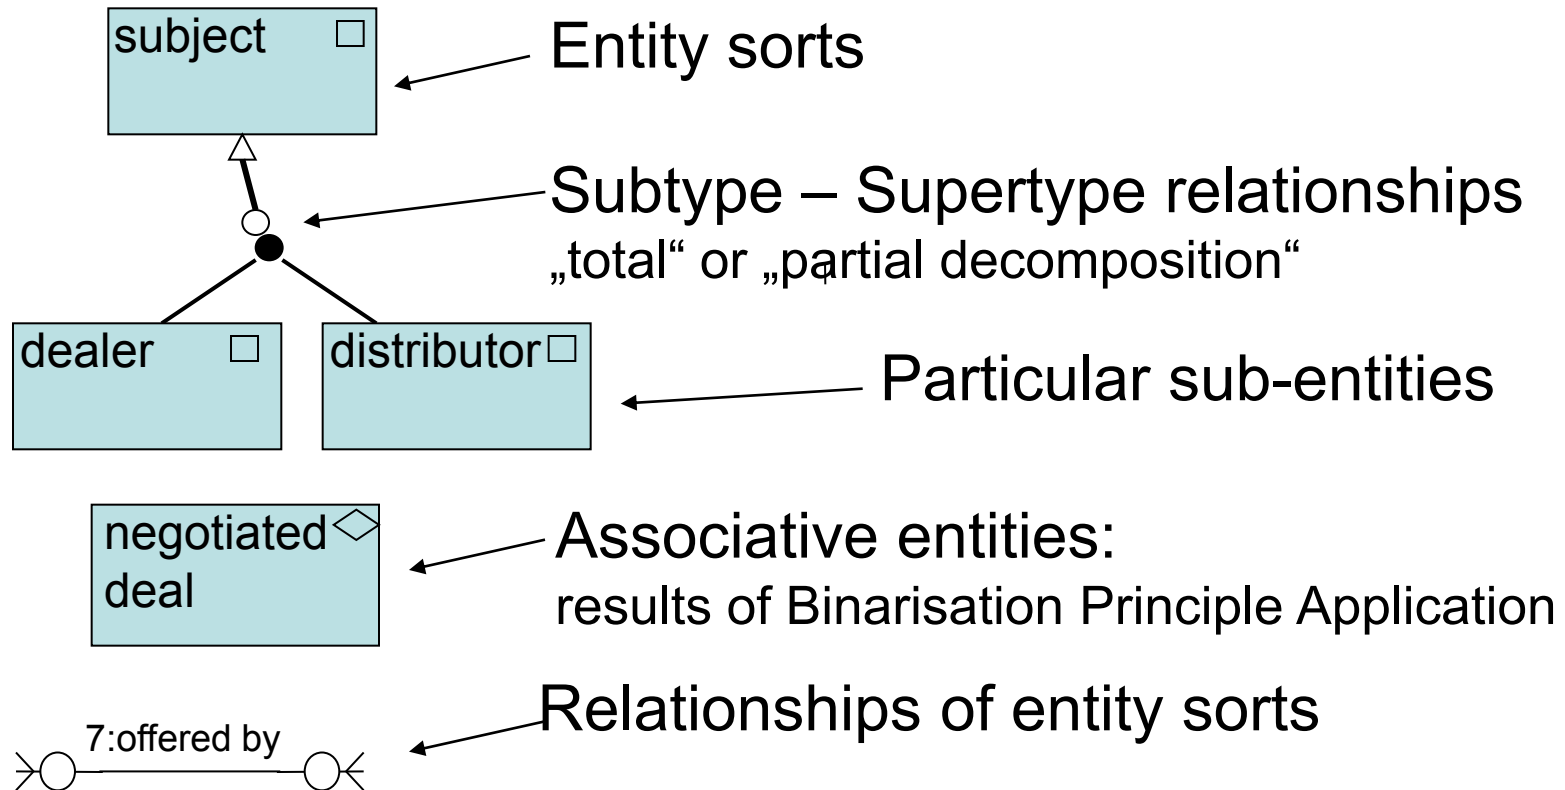 subject
Entity sorts
Subtype – Supertype relationships
„total“ or „partial decomposition“
dealer
distributor
Particular sub-entities
negotiated
deal
Associative entities:
results of Binarisation Principle Application
Relationships of entity sorts
7:offered by